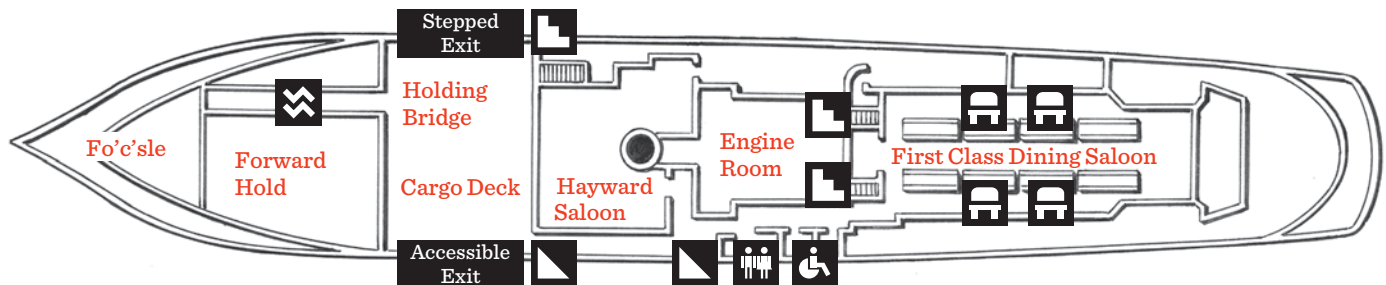 Stepped
Exit
Holding
Bridge
Fo’c’sle
Forward
Hold
Cargo Deck
Hayward
Saloon
Engine
Room
First Class Dining Saloon
Accessible
Exit